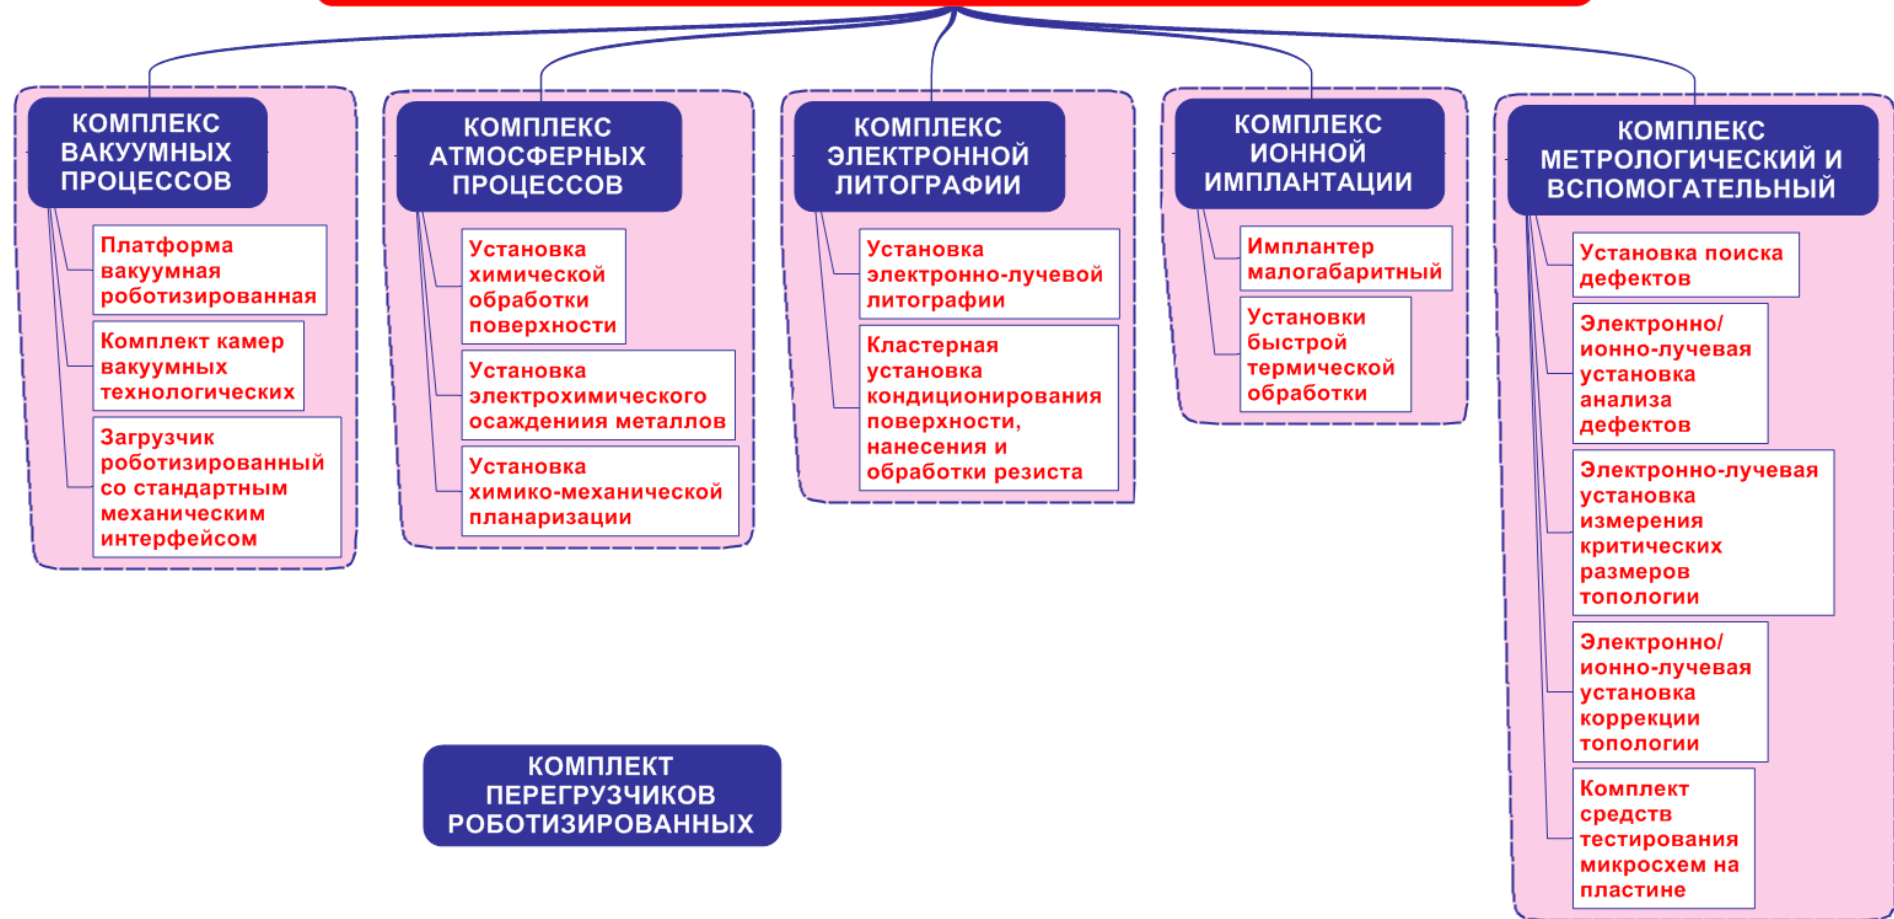 КОМПЛЕКС
ВАКУУМНЫХ
ПРОЦЕССОВ
Платформа
вакуумная
роботизированная
Комплект камер
вакуумных
технологических
Загрузчик
роботизированный
со стандартным
механическим
интерфейсом
КОМПЛЕКС
АТМОСФЕРНЫХ
ПРОЦЕССОВ
Установка
химической
обработки
поверхности
Установка
электрохимического
осаждениия металлов
Установка
химико-механической
планаризации
КОМПЛЕКС
ЭЛЕКТРОННОЙ
ЛИТОГРАФИИ
Установка
электронно-лучевой
литографии
Кластерная
установка
кондиционирования
поверхности,
нанесения и
обработки резиста
КОМПЛЕКС
ИОННОЙ
ИМПЛАНТАЦИИ
Имплантер
малогабаритный
Установки
быстрой
термической
обработки
КОМПЛЕКС
МЕТРОЛОГИЧЕСКИЙ И
ВСПОМОГАТЕЛЬНЫЙ
Установка поиска
дефектов
Электронно/
ионно-лучевая
установка
анализа
дефектов
Электронно-лучевая
установка
измерения
критических
размеров
топологии
Электронно/
ионно-лучевая
установка
коррекции
топологии
Комплект
средств
тестирования
микросхем на
пластине
КОМПЛЕКТ
ПЕРЕГРУЗЧИКОВ
РОБОТИЗИРОВАННЫХ